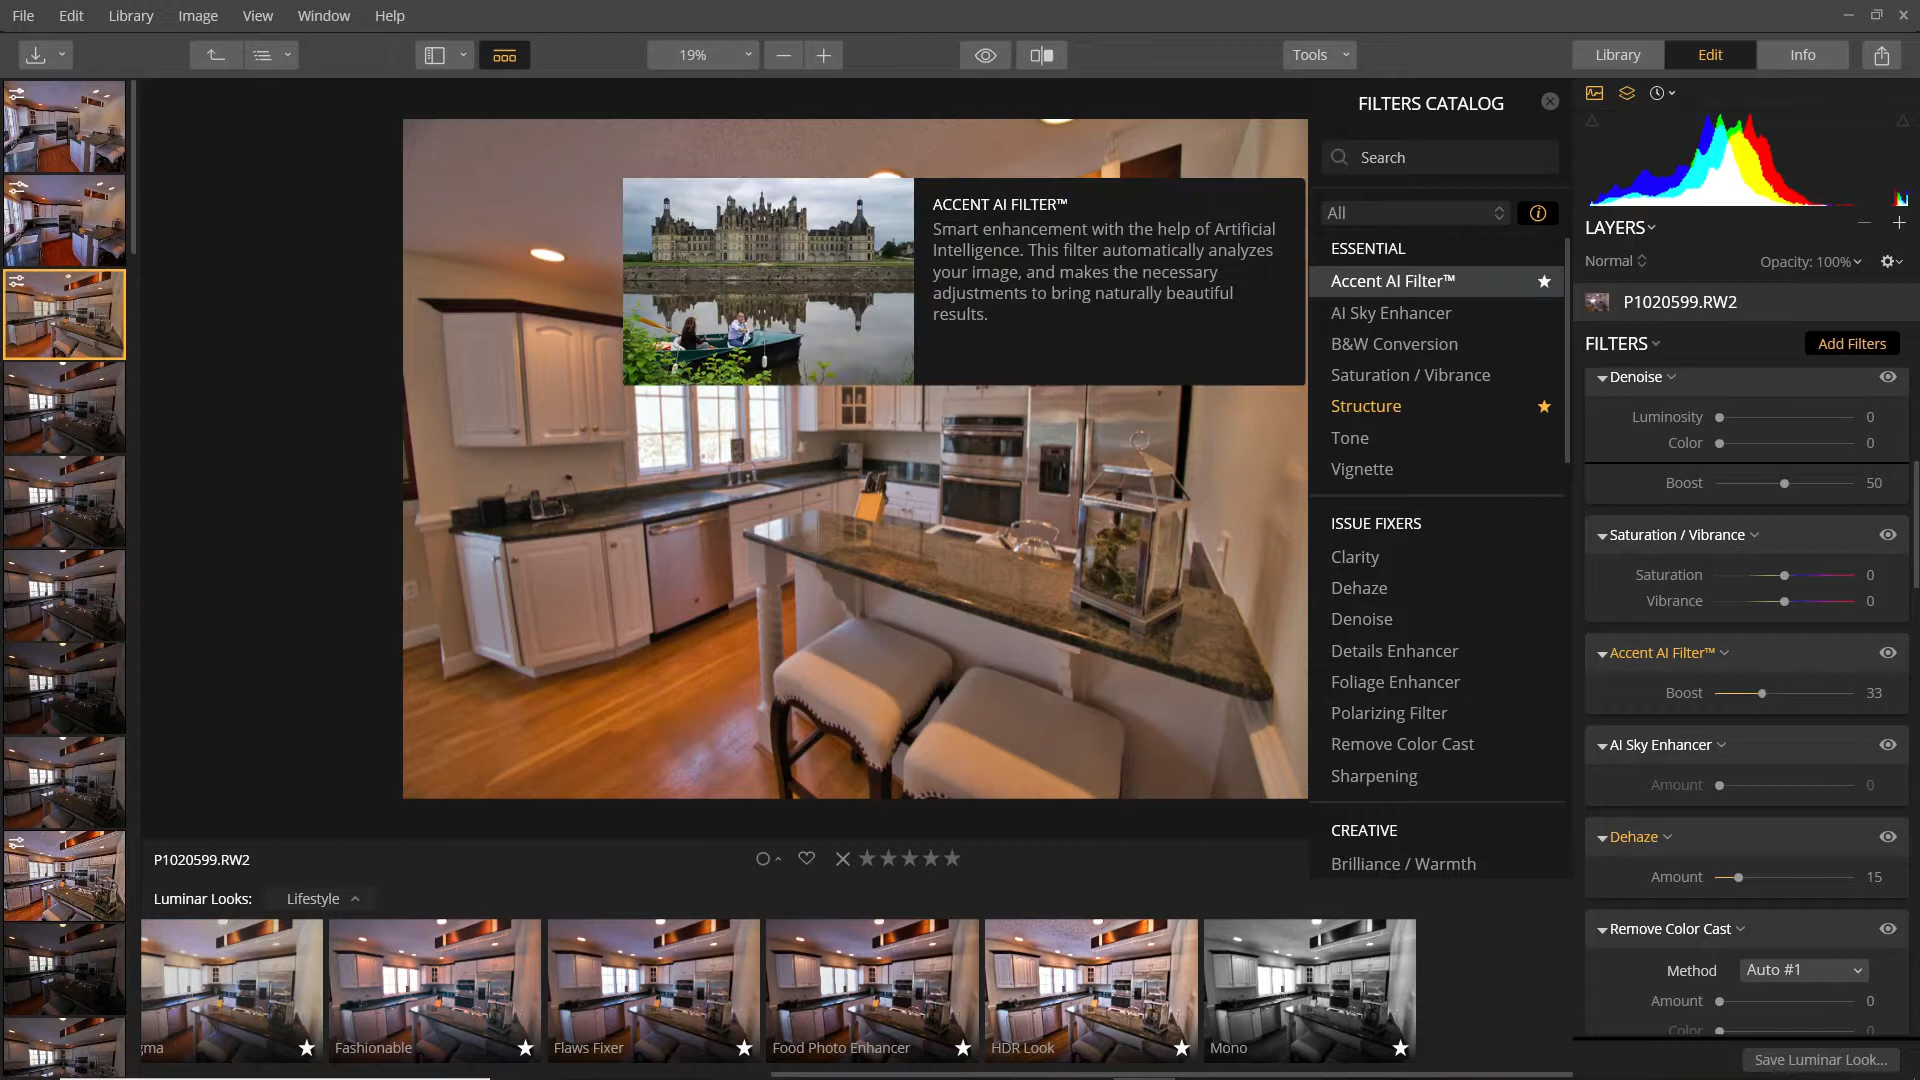 File Edit Library Image View Window Help
19% Tools Library Edit Info
FILTERS CATALOG
Search
All
ESSENTIAL
Accent AI Filter™
AI Sky Enhancer
B&W Conversion
Saturation / Vibrance
Structure
Tone
Vignette
ISSUE FIXERS
Clarity
Dehaze
Denoise
Details Enhancer
Foliage Enhancer
Polarizing Filter
Remove Color Cast
Sharpening
CREATIVE
Brilliance / Warmth
ACCENT AI FILTER™
Smart enhancement with the help of Artificial
Intelligence. This filter automatically analyzes
your image, and makes the necessary
adjustments to bring naturally beautiful
results.
LAYERS
Normal Opacity: 100%
P1020599.RW2
FILTERS Add Filters
Denoise
Luminosity 0
Color 0
Boost 50
Saturation / Vibrance
Saturation 0
Vibrance 0
Accent AI Filter™
Boost 33
AI Sky Enhancer
Amount 0
Dehaze
Amount 15
Remove Color Cast
Method Auto #1
Amount 0
Color 0
Save Luminar Look...
P1020599.RW2
Luminar Looks: Lifestyle
gma Fashionable Flaws Fixer Food Photo Enhancer HDR Look Mono